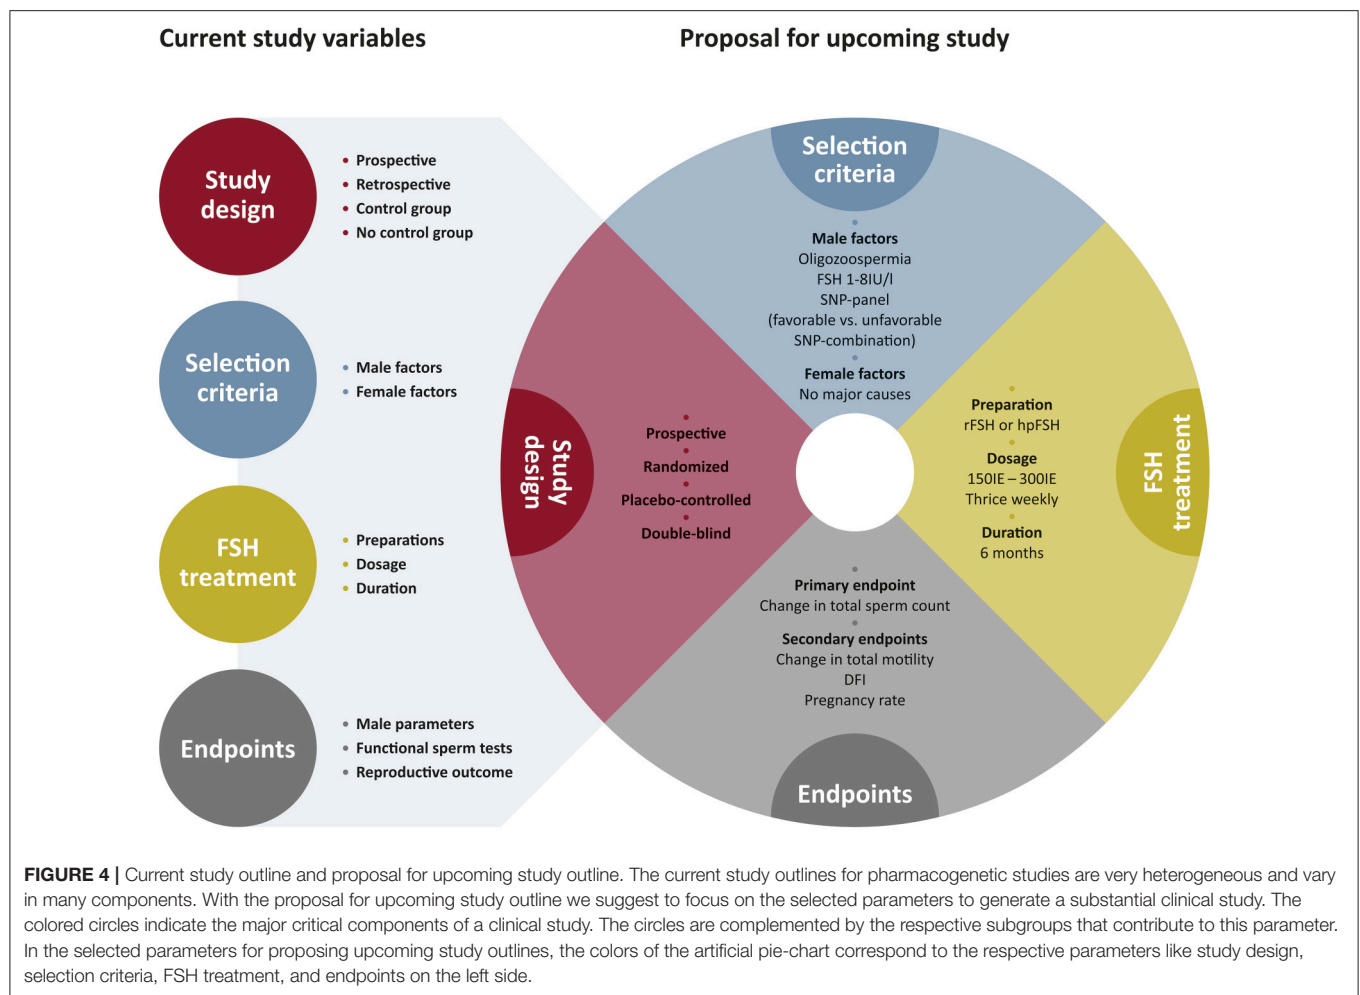 Current study variables
Proposal for upcoming study
Study
design
• Prospective
• Retrospective
• Control group
• No control group
Selection
criteria
• Male factors
• Female factors
FSH
treatment
• Preparations
• Dosage
• Duration
Endpoints
• Male parameters
• Functional sperm tests
• Reproductive outcome
Selection
criteria
•
Male factors
Oligozoospermia
FSH 1-8IU/l
SNP-panel
(favorable vs. unfavorable
SNP-combination)
•
Female factors
No major causes
Study
design
•
Prospective
•
Randomized
•
Placebo-controlled
•
Double-blind
•
Preparation
rFSH or hpFSH
•
Dosage
150IE – 300IE
Thrice weekly
•
Duration
6 months
FSH
treatment
•
Primary endpoint
Change in total sperm count
•
Secondary endpoints
Change in total motility
DFI
Pregnancy rate
Endpoints
FIGURE 4 | Current study outline and proposal for upcoming study outline. The current study outlines for pharmacogenetic studies are very heterogeneous and vary
in many components. With the proposal for upcoming study outline we suggest to focus on the selected parameters to generate a substantial clinical study. The
colored circles indicate the major critical components of a clinical study. The circles are complemented by the respective subgroups that contribute to this parameter.
In the selected parameters for proposing upcoming study outlines, the colors of the artificial pie-chart correspond to the respective parameters like study design,
selection criteria, FSH treatment, and endpoints on the left side.